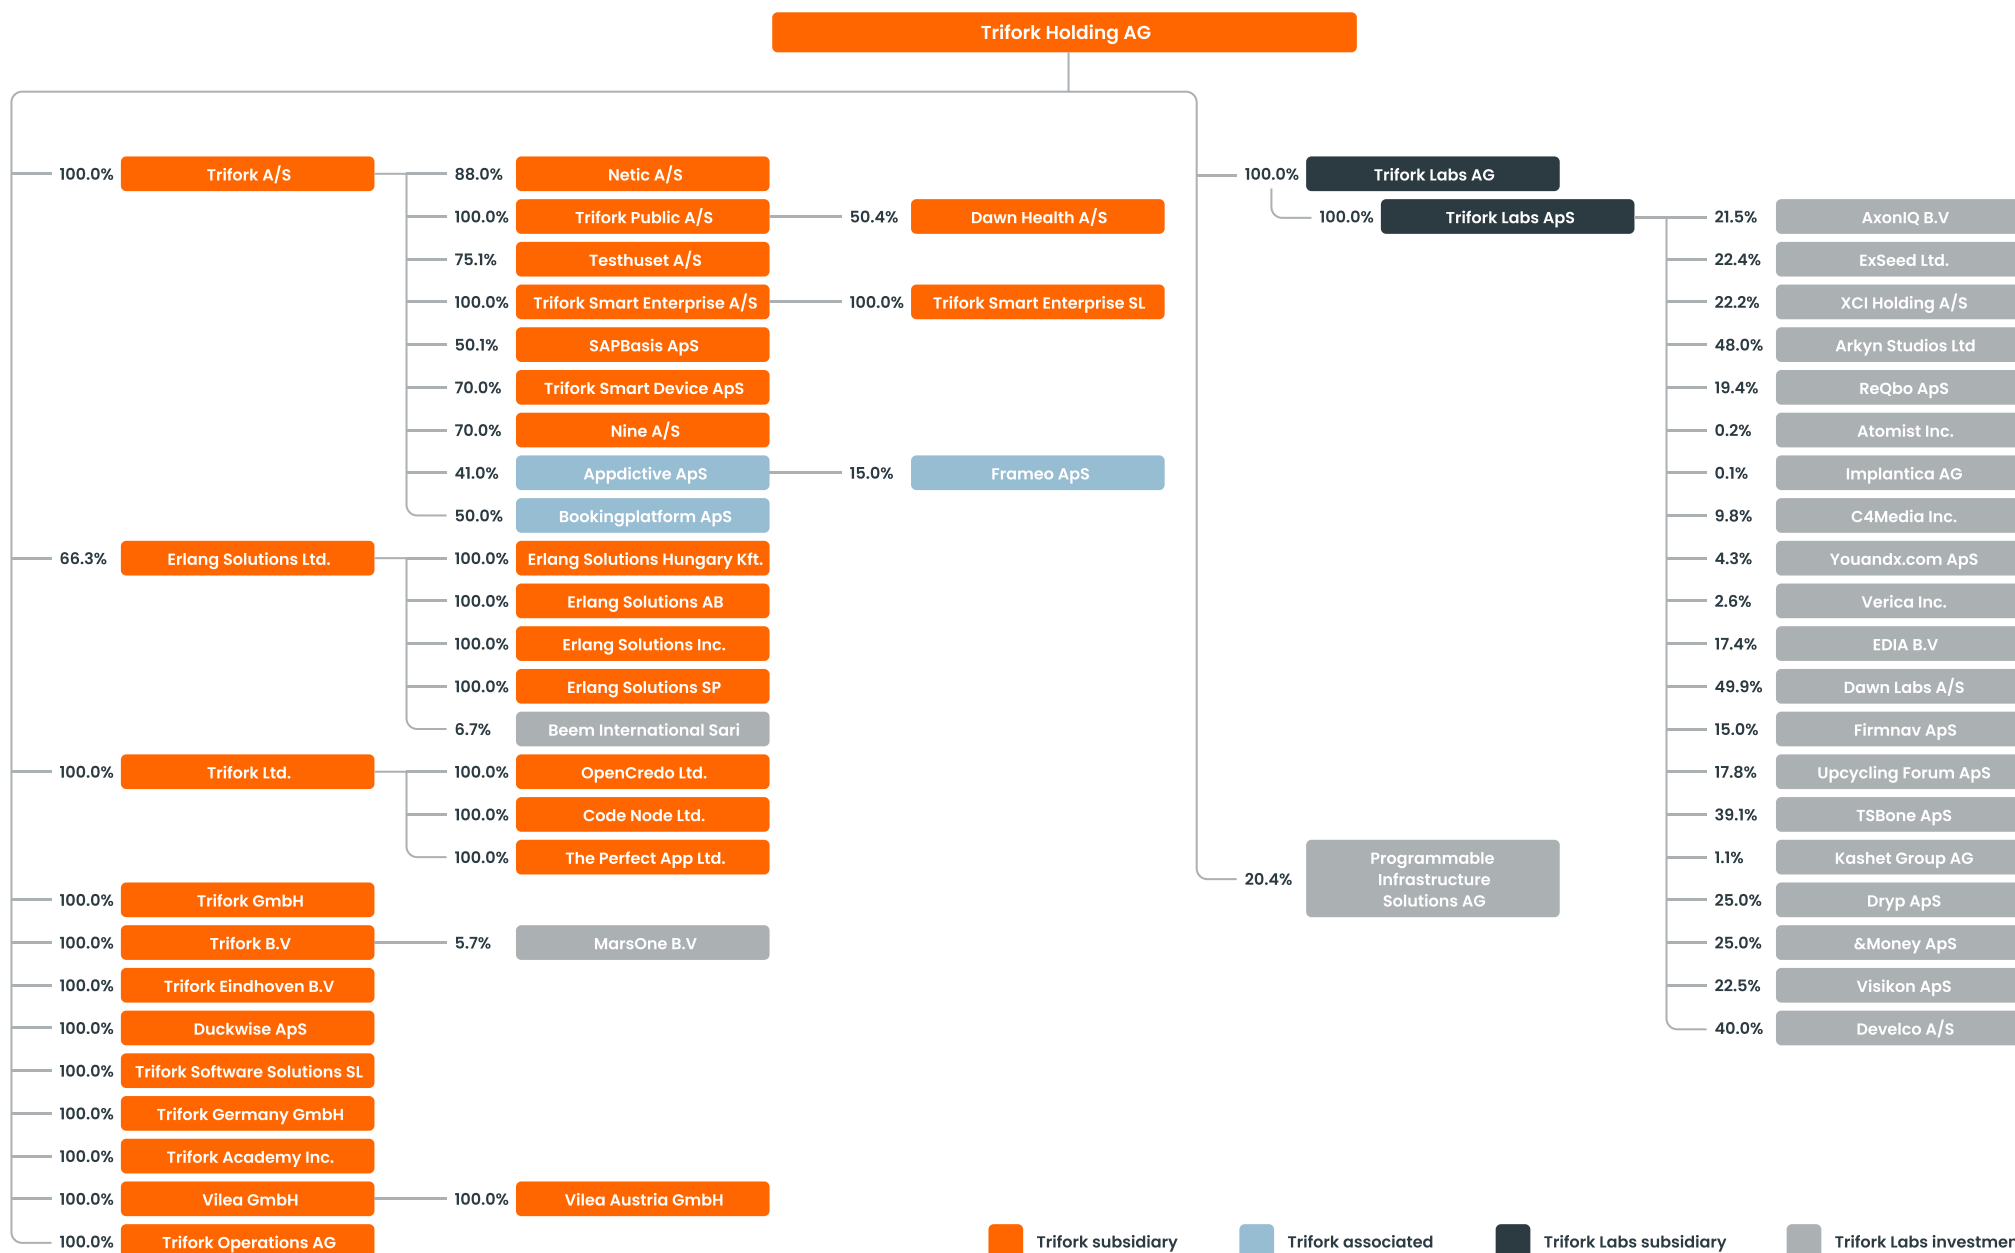 Trifork Holding AG
100.0% Trifork A/S
88.0% Netic A/S
100.0% Trifork Public A/S
50.4% Dawn Health A/S
75.1% Testhuset A/S
100.0% Trifork Smart Enterprise A/S
100.0% Trifork Smart Enterprise SL
50.1% SAPBasis ApS
70.0% Trifork Smart Device ApS
70.0% Nine A/S
41.0% Appdictive ApS
15.0% Frameo ApS
50.0% Bookingplatform ApS
66.3% Erlang Solutions Ltd.
100.0% Erlang Solutions Hungary Kft.
100.0% Erlang Solutions AB
100.0% Erlang Solutions Inc.
100.0% Erlang Solutions SP
6.7% Beem International Sari
100.0% Trifork Ltd.
100.0% OpenCredo Ltd.
100.0% Code Node Ltd.
100.0% The Perfect App Ltd.
100.0% Trifork GmbH
100.0% Trifork B.V
5.7% MarsOne B.V
100.0% Trifork Eindhoven B.V
100.0% Duckwise ApS
100.0% Trifork Software Solutions SL
100.0% Trifork Germany GmbH
100.0% Trifork Academy Inc.
100.0% Vilea GmbH
100.0% Vilea Austria GmbH
100.0% Trifork Operations AG
100.0% Trifork Labs AG
100.0% Trifork Labs ApS
21.5% AxonIQ B.V
22.4% ExSeed Ltd.
22.2% XCI Holding A/S
48.0% Arkyn Studios Ltd
19.4% ReQbo ApS
0.2% Atomist Inc.
0.1% Implantica AG
9.8% C4Media Inc.
4.3% Youandx.com ApS
2.6% Verica Inc.
17.4% EDIA B.V
49.9% Dawn Labs A/S
15.0% Firmnav ApS
17.8% Upcycling Forum ApS
39.1% TSBone ApS
1.1% Kashet Group AG
25.0% Dryp ApS
25.0% &Money ApS
22.5% Visikon ApS
40.0% Develco A/S
20.4% Programmable
Infrastructure
Solutions AG
Trifork subsidiary
Trifork associated
Trifork Labs subsidiary
Trifork Labs